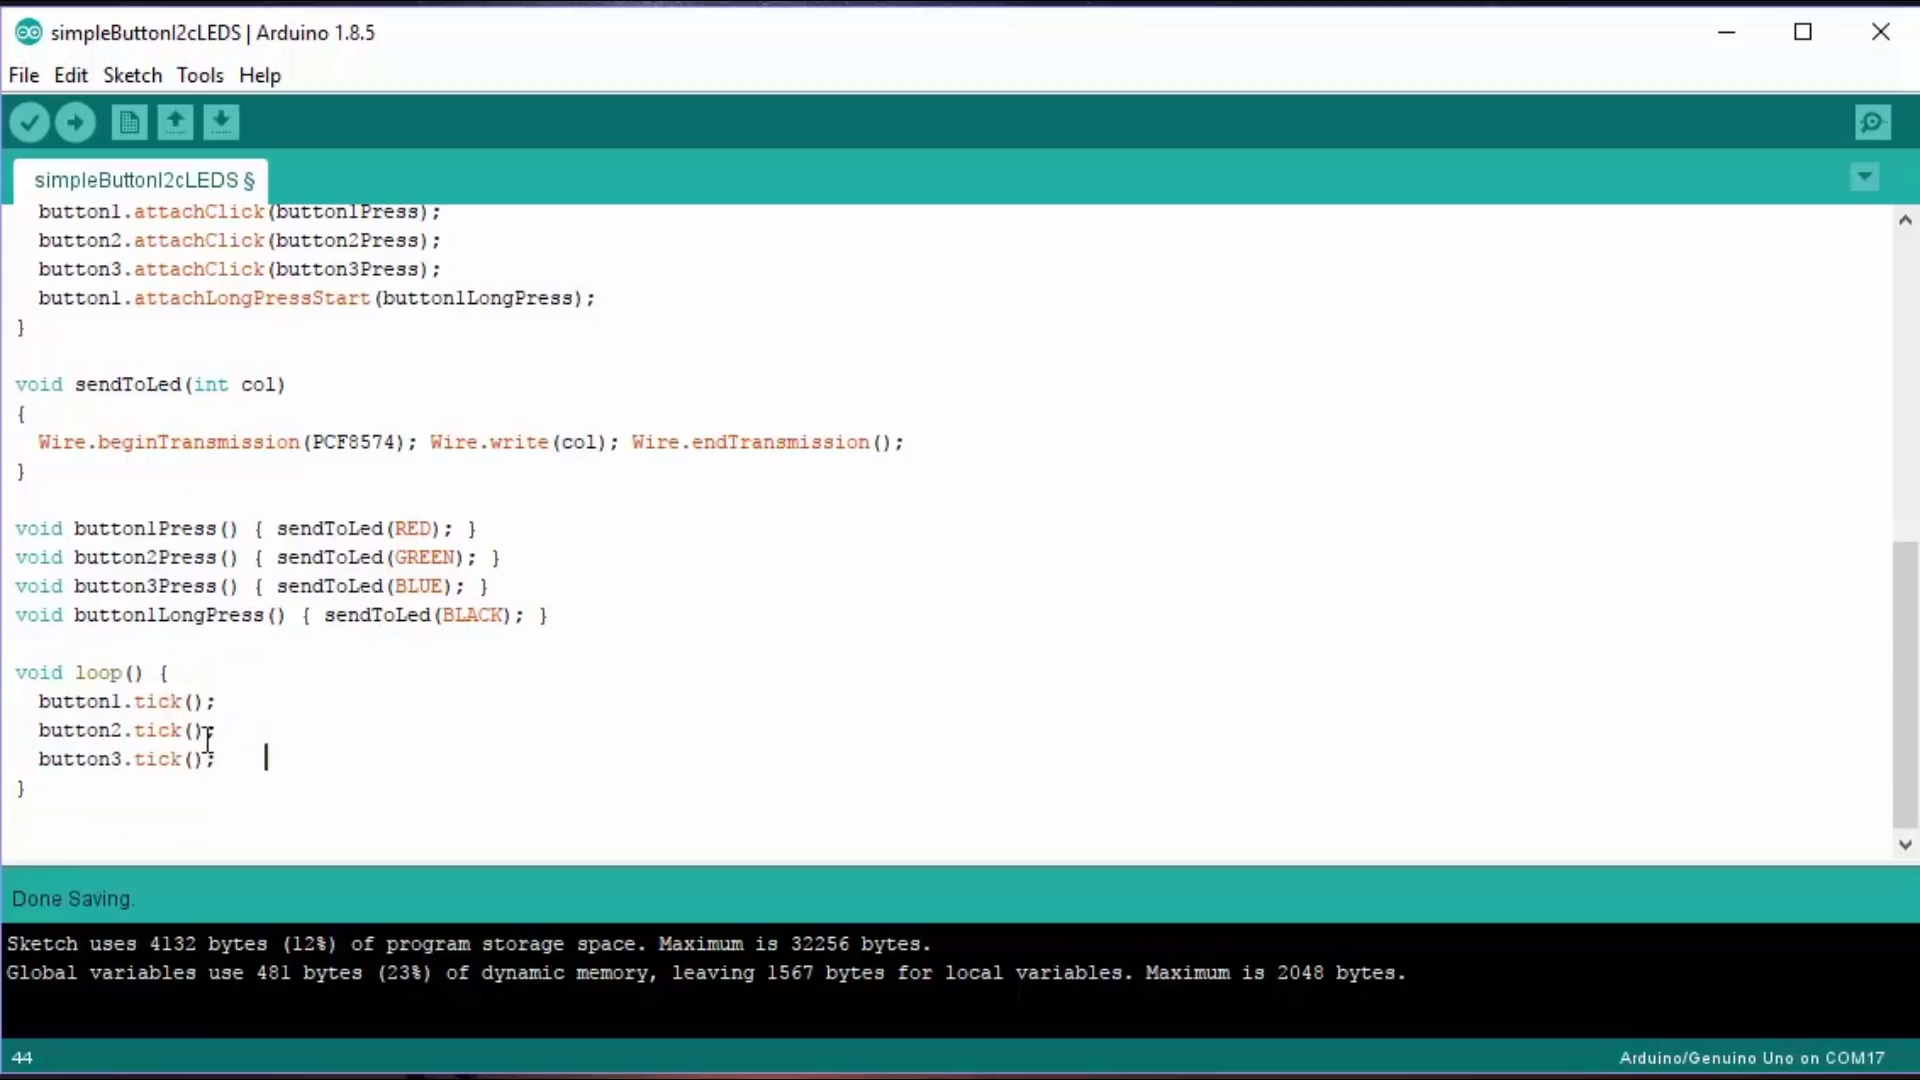 simpleButtonI2cLEDS | Arduino 1.8.5
File Edit Sketch Tools Help
simpleButtonI2cLEDS §
button1.attachClick(button1Press);
button2.attachClick(button2Press);
button3.attachClick(button3Press);
button1.attachLongPressStart(button1LongPress);
}
void sendToLed(int col)
{
Wire.beginTransmission(PCF8574); Wire.write(col); Wire.endTransmission();
}
void button1Press() { sendToLed(RED); }
void button2Press() { sendToLed(GREEN); }
void button3Press() { sendToLed(BLUE); }
void button1LongPress() { sendToLed(BLACK); }
void loop() {
button1.tick();
button2.tick();
button3.tick();
}
Done Saving.
Sketch uses 4132 bytes (12%) of program storage space. Maximum is 32256 bytes.
Global variables use 481 bytes (23%) of dynamic memory, leaving 1567 bytes for local variables. Maximum is 2048 bytes.
44 Arduino/Genuino Uno on COM17